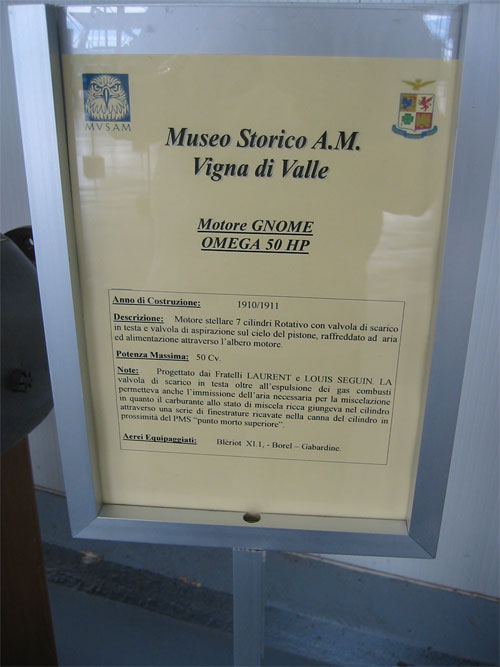 MVSAM
Museo Storico A.M.
Vigna di Valle
Motore GNOME
OMEGA 50 HP
Anno di Costruzione: 1910/1911
Descrizione: Motore stellare 7 cilindri Rotativo con valvola di scarico
in testa e valvola di aspirazione sul cielo del pistone, raffreddato ad aria
ed alimentazione attraverso l'albero motore.
Potenza Massima: 50 Cv.
Note: Progettato dai Fratelli LAURENT e LOUIS SEGUIN. LA
valvola di scarico in testa oltre all'espulsione dei gas combusti
permetteva anche l'immissione dell'aria necessaria per la miscelazione
in quanto il carburante allo stato di miscela ricca giungeva nel cilindro
attraverso una serie di finestrature ricavate nella canna del cilindro in
prossimità del PMS "punto morto superiore".
Aerei Equipaggiati: Blèriot XI.1, - Borel – Gabardine.